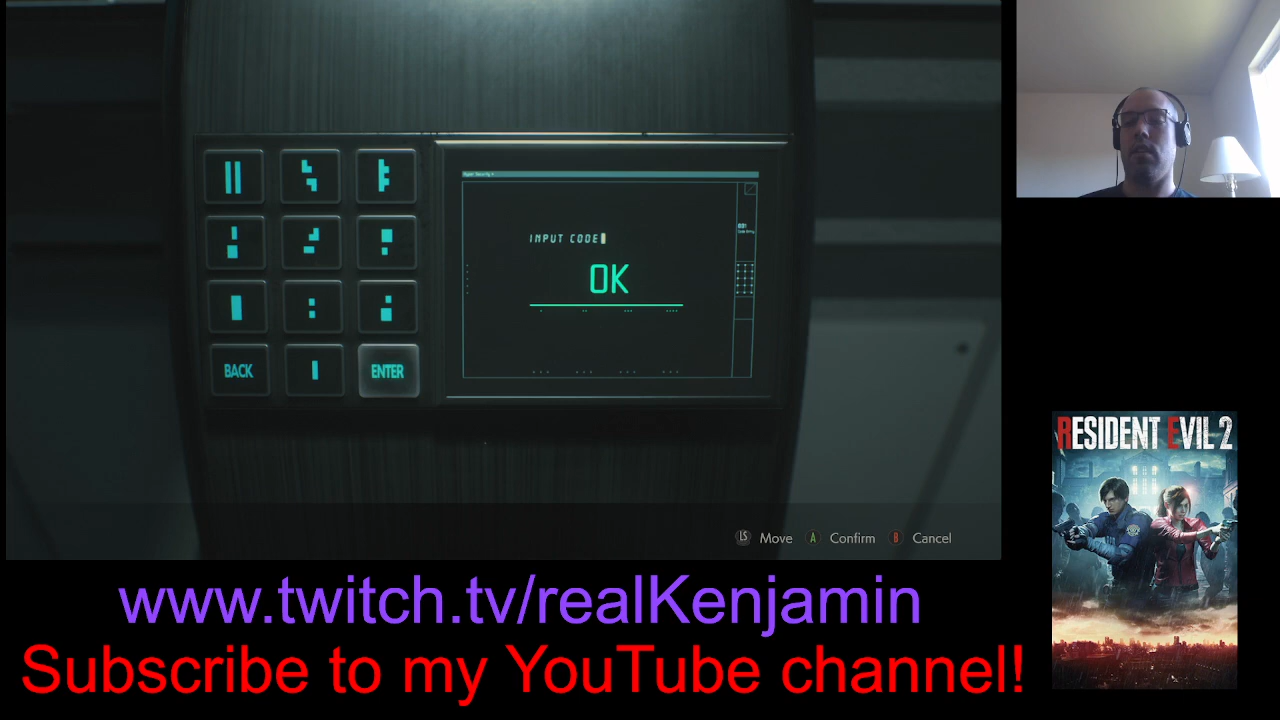 INPUT CODE
OK
BACK
ENTER
LS Move A Confirm B Cancel
RESIDENT EVIL 2
www.twitch.tv/realKenjamin
Subscribe to my YouTube channel!